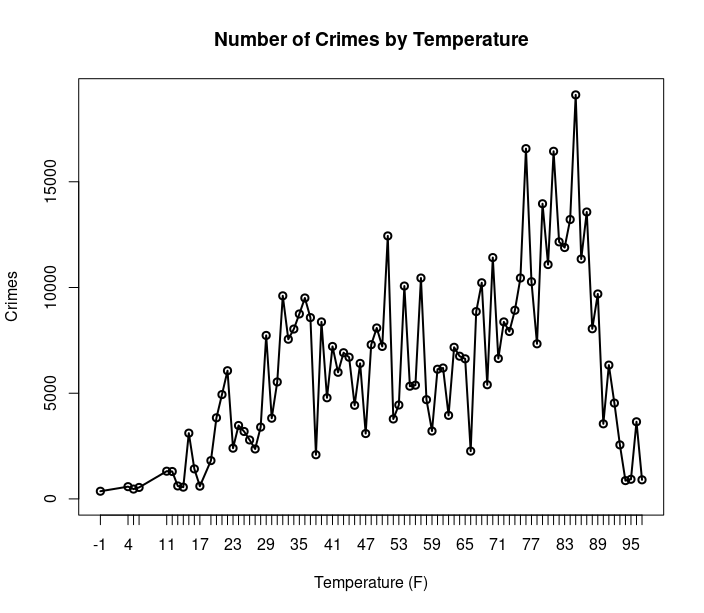 Number of Crimes by Temperature
Crimes
15000
10000
5000
0
-1 4 11 17 23 29 35 41 47 53 59 65 71 77 83 89 95
Temperature (F)